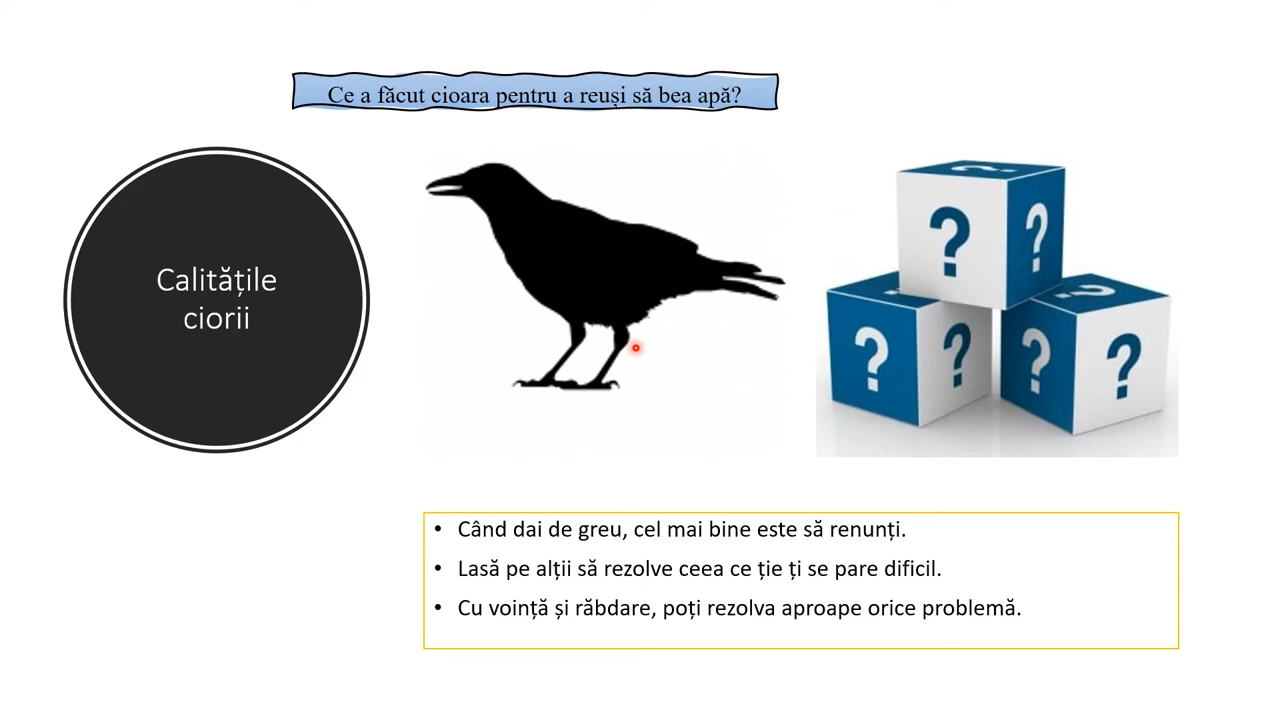 Ce a făcut cioara pentru a reuși să bea apă?
Calitățile
ciorii
?
?
?
?
?
?
?
?
• Când dai de greu, cel mai bine este să renunți.
• Lasă pe alții să rezolve ceea ce ție ți se pare dificil.
• Cu voință și răbdare, poți rezolva aproape orice problemă.